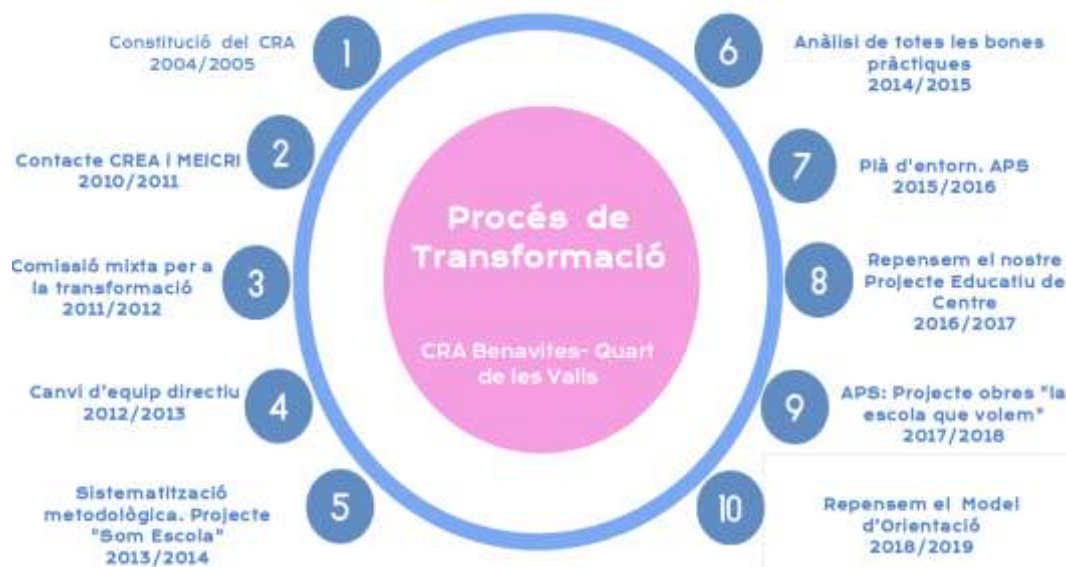 Procés de
Transformació
CRA Benavites- Quart
de les Valls
1
Constitució del CRA
2004/2005
2
Contacte CREA i MEICRI
2010/2011
3
Comissió mixta per a
la transformació
2011/2012
4
Canvi d'equip directiu
2012/2013
5
Sistematització
metodològica. Projecte
"Som Escola"
2013/2014
6
Anàlisi de totes les bones
pràctiques
2014/2015
7
Plà d'entorn. APS
2015/2016
8
Repensem el nostre
Projecte Educatiu de
Centre
2016/2017
9
APS: Projecte obres "la
escola que volem"
2017/2018
10
Repensem el Model
d'Orientació
2018/2019